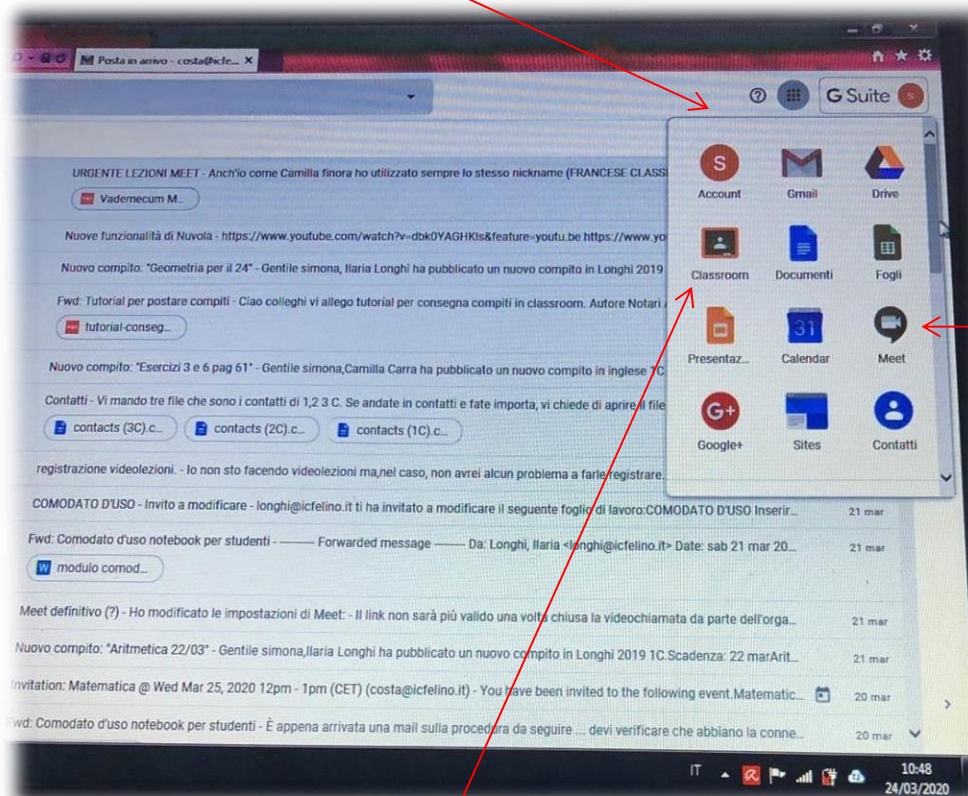 Posta in arrivo - costa@icfe...
G Suite
S
URGENTE LEZIONI MEET - Anch'io come Camilla finora ho utilizzato sempre lo stesso nickname (FRANCESE CLASS
Vademecum M...
Nuove funzionalità di Nuvola - https://www.youtube.com/watch?v=dbk0YAGHKIs&feature=youtu.be https://www.yo
Nuovo compito: "Geometria per il 24" - Gentile simona, Ilaria Longhi ha pubblicato un nuovo compito in Longhi 2019
Fwd: Tutorial per postare compiti - Ciao colleghi vi allego tutorial per consegna compiti in classroom. Autore Notari
tutorial-conseg...
Nuovo compito: "Esercizi 3 e 6 pag 61" - Gentile simona,Camilla Carra ha pubblicato un nuovo compito in inglese 1C
Contatti - Vi mando tre file che sono i contatti di 1,2 3 C. Se andate in contatti e fate importa, vi chiede di aprire il file
contacts (3C).c...
contacts (2C).c...
contacts (1C).c...
registrazione videolezioni. - Io non sto facendo videolezioni ma,nel caso, non avrei alcun problema a farle registrare.
COMODATO D'USO - Invito a modificare - longhi@icfelino.it ti ha invitato a modificare il seguente foglio di lavoro:COMODATO D'USO Inserir... 21 mar
Fwd: Comodato d'uso notebook per studenti - ——— Forwarded message ——— Da: Longhi, Ilaria <longhi@icfelino.it> Date: sab 21 mar 20... 21 mar
W modulo comod...
Meet definitivo (?) - Ho modificato le impostazioni di Meet: - Il link non sarà più valido una volta chiusa la videochiamata da parte dell'orga... 21 mar
Nuovo compito: "Aritmetica 22/03" - Gentile simona,Ilaria Longhi ha pubblicato un nuovo compito in Longhi 2019 1C.Scadenza: 22 marArit... 21 mar
Invitation: Matematica @ Wed Mar 25, 2020 12pm - 1pm (CET) (costa@icfelino.it) - You have been invited to the following event.Matematic... 20 mar
Fwd: Comodato d'uso notebook per studenti - È appena arrivata una mail sulla procedura da seguire ... devi verificare che abbiano la conne... 20 mar
S
Account
Gmail
Drive
Classroom
Documenti
Fogli
31
Presentaz...
Calendar
Meet
G+
Google+
Sites
Contatti
IT
10:48
24/03/2020